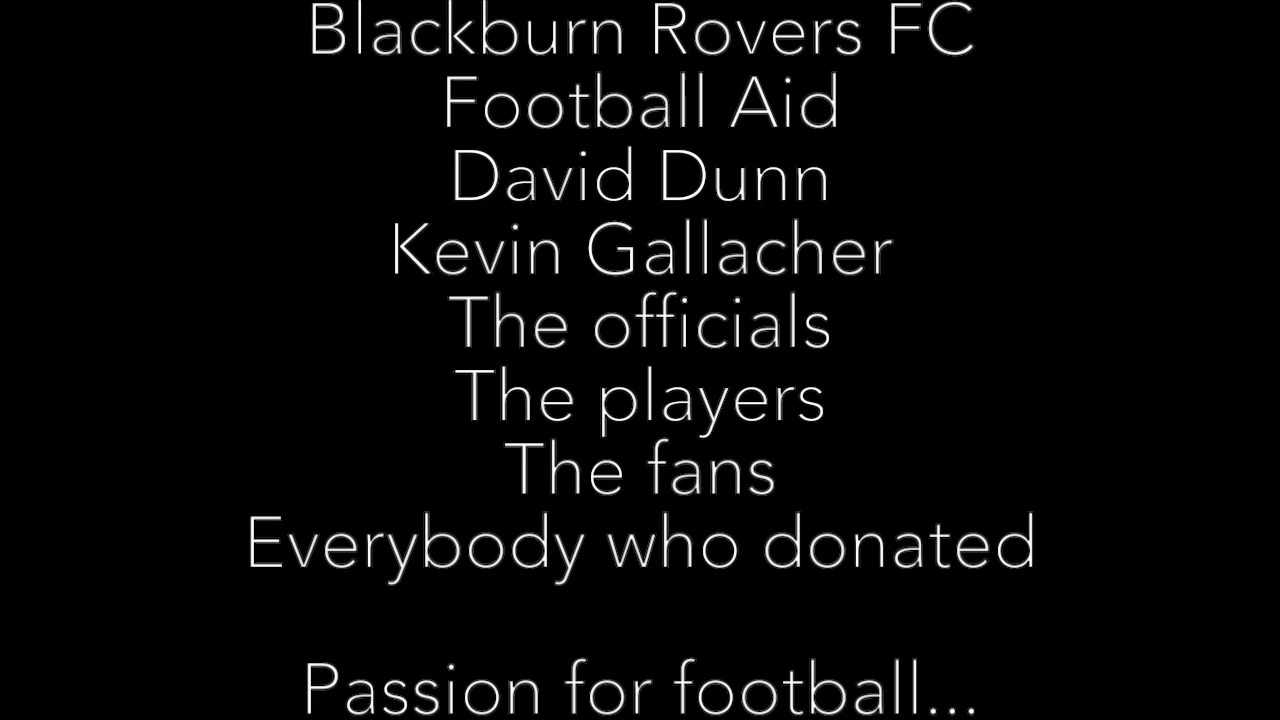 Blackburn Rovers FC
Football Aid
David Dunn
Kevin Gallacher
The officials
The players
The fans
Everybody who donated
Passion for football...